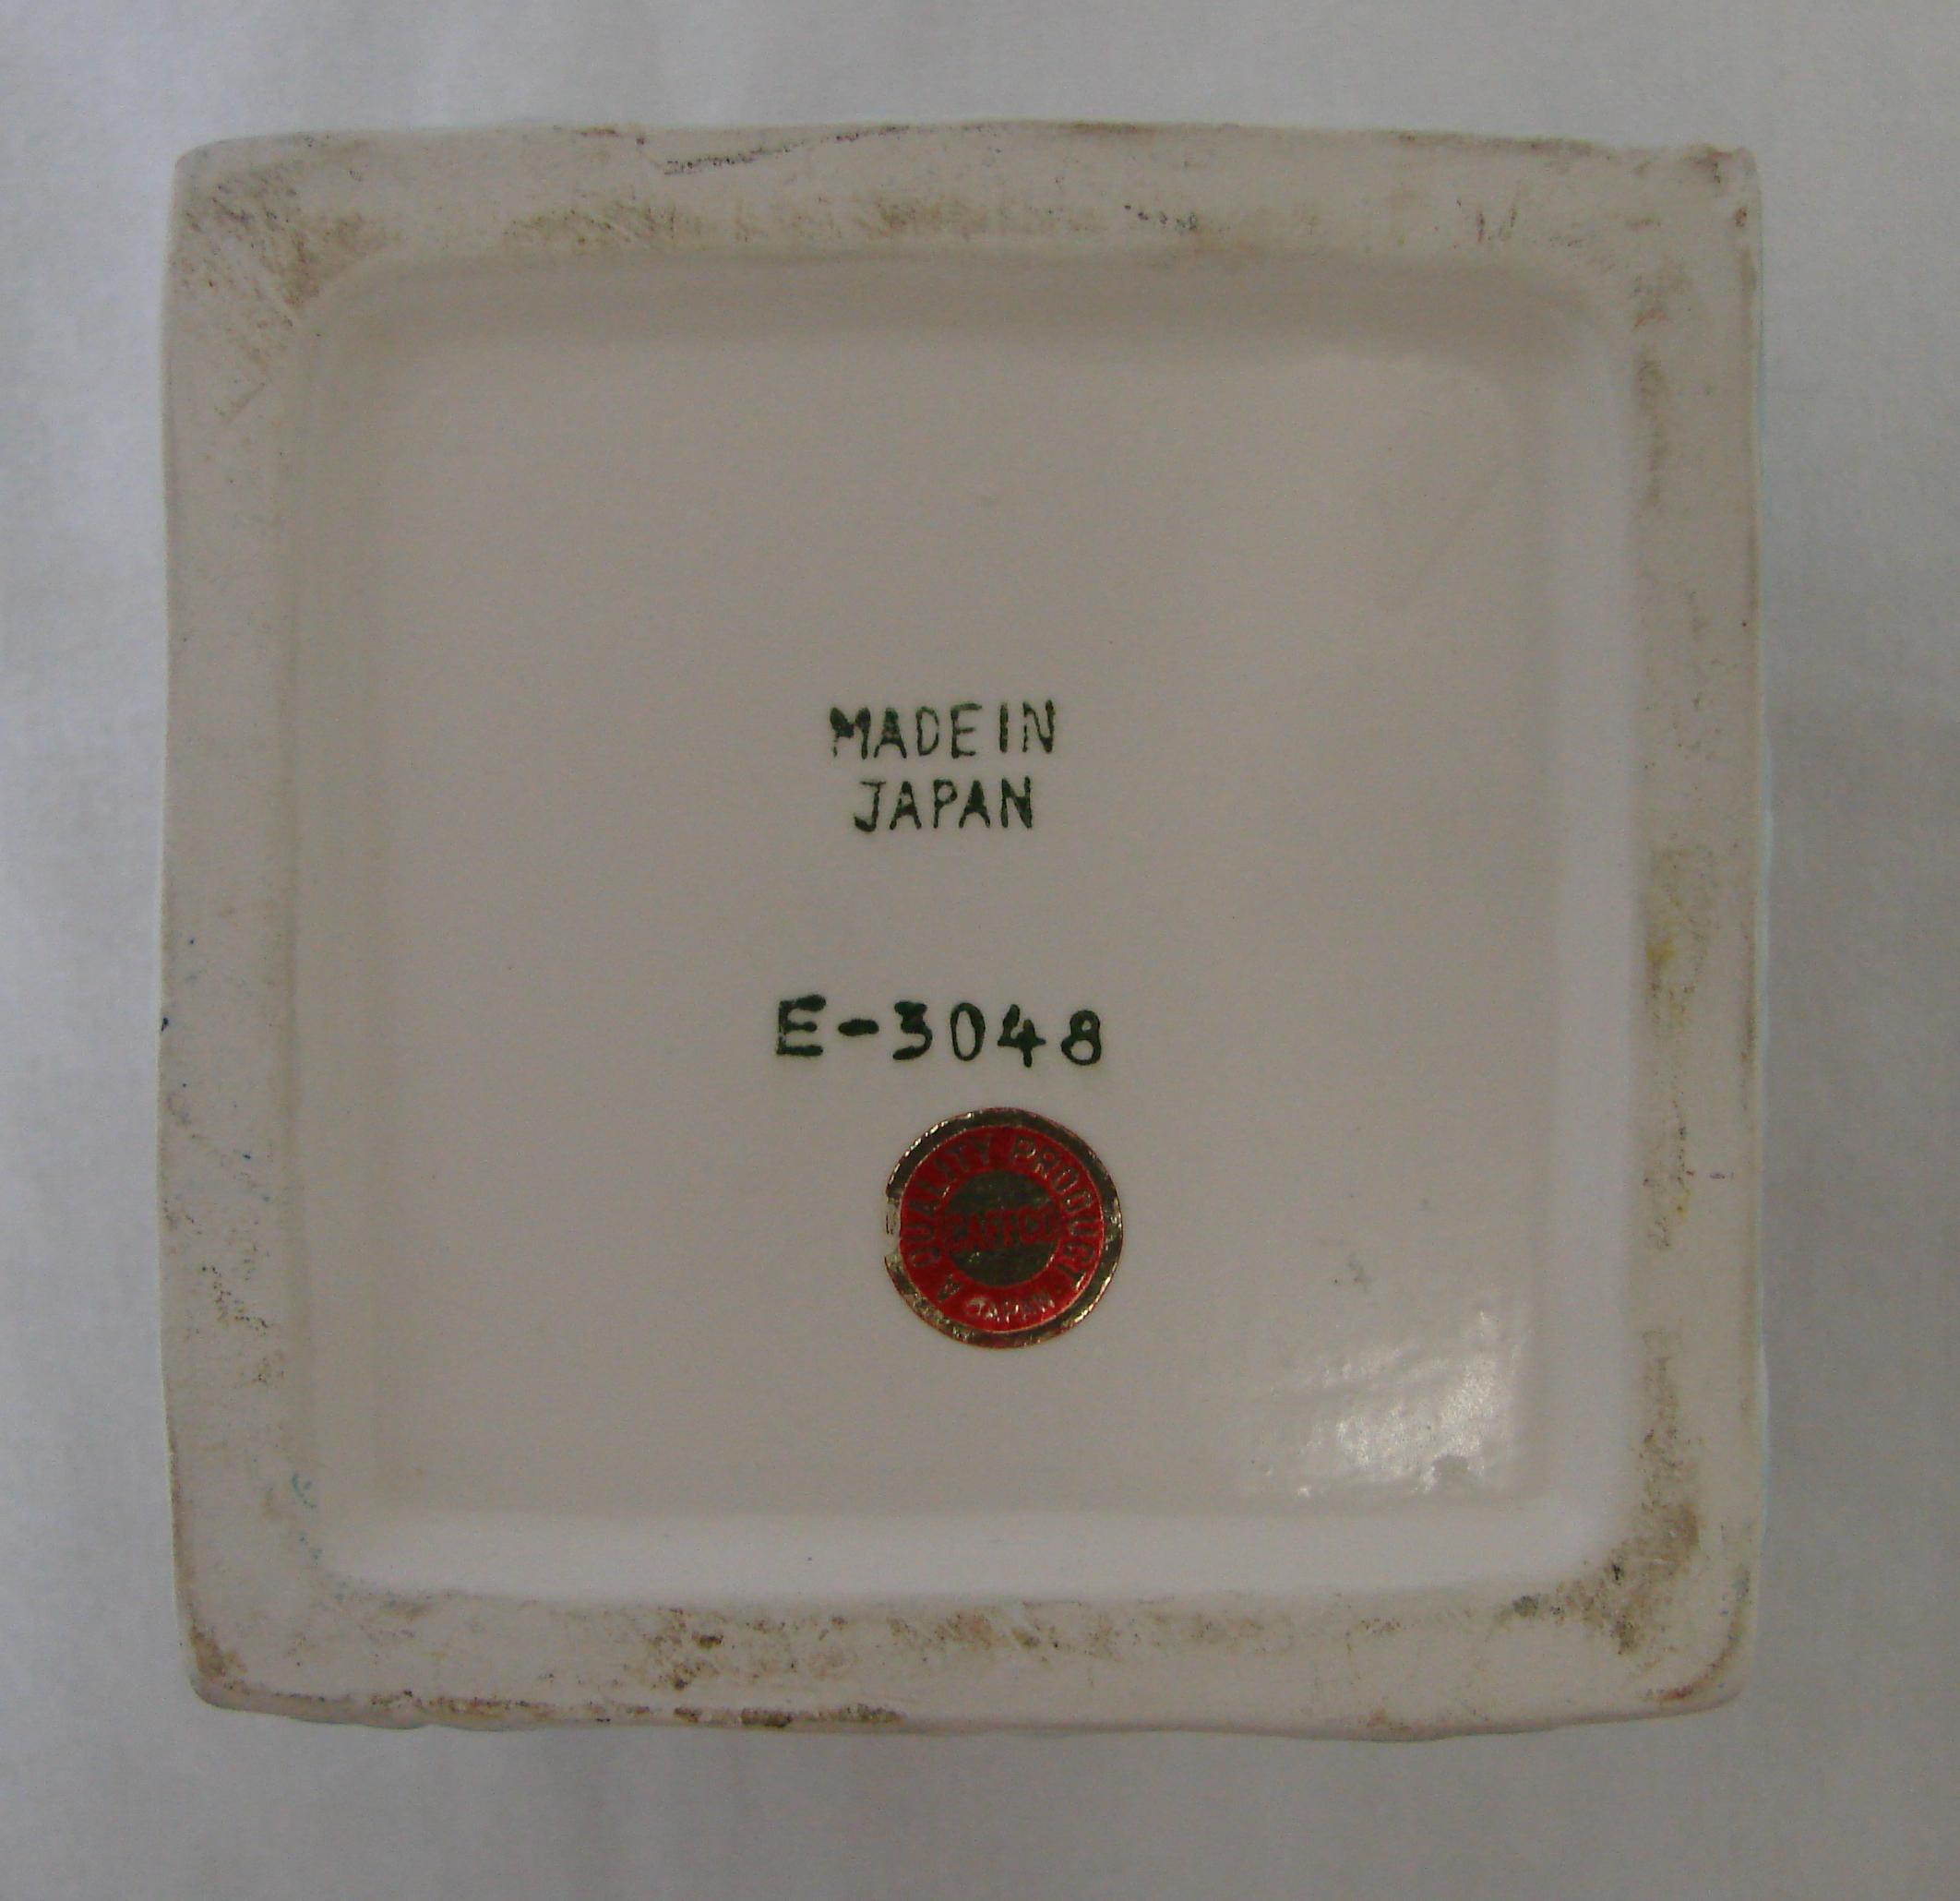 MADE IN
JAPAN
E-3048
A QUALITY PRODUCT
CAFFCO
JAPAN